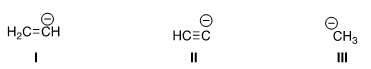 H₂C=CH⊖ HC≡C⊖ ⊖CH₃
I II III